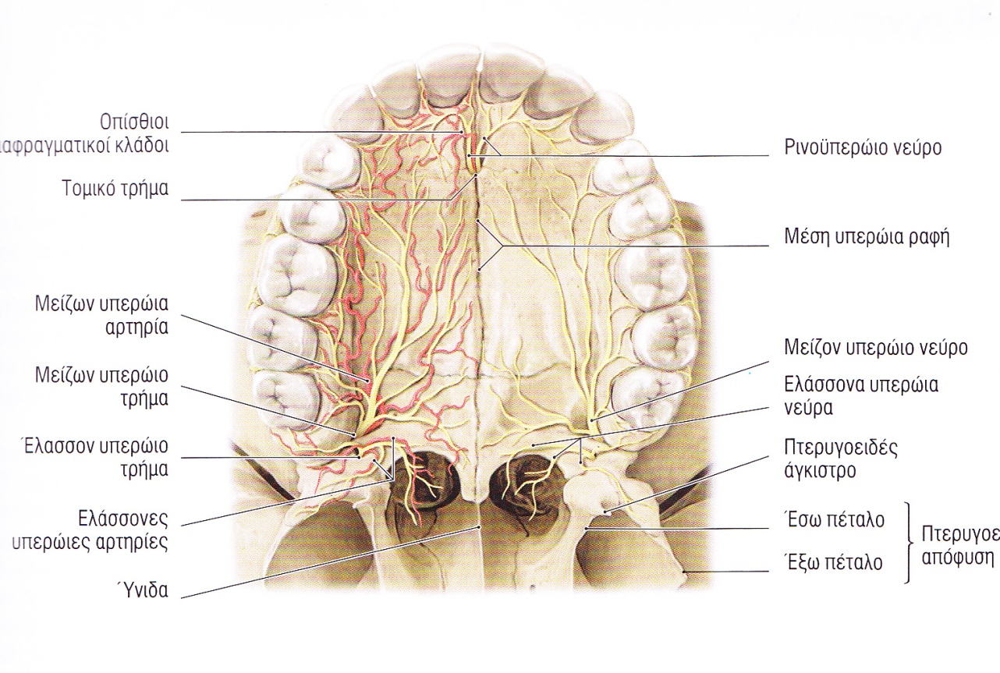 Οπίσθιοι
ιαφραγματικοί κλάδοι
Τομικό τρήμα
Μείζων υπερώια
αρτηρία
Μείζων υπερώιο
τρήμα
Έλασσον υπερώιο
τρήμα
Ελάσσονες
υπερώιες αρτηρίες
Ύνιδα
Ρινοϋπερώιο νεύρο
Μέση υπερώια ραφή
Μείζον υπερώιο νεύρο
Ελάσσονα υπερώια
νεύρα
Πτερυγοειδές
άγκιστρο
Έσω πέταλο
Έξω πέταλο
Πτερυγοε
απόφυση